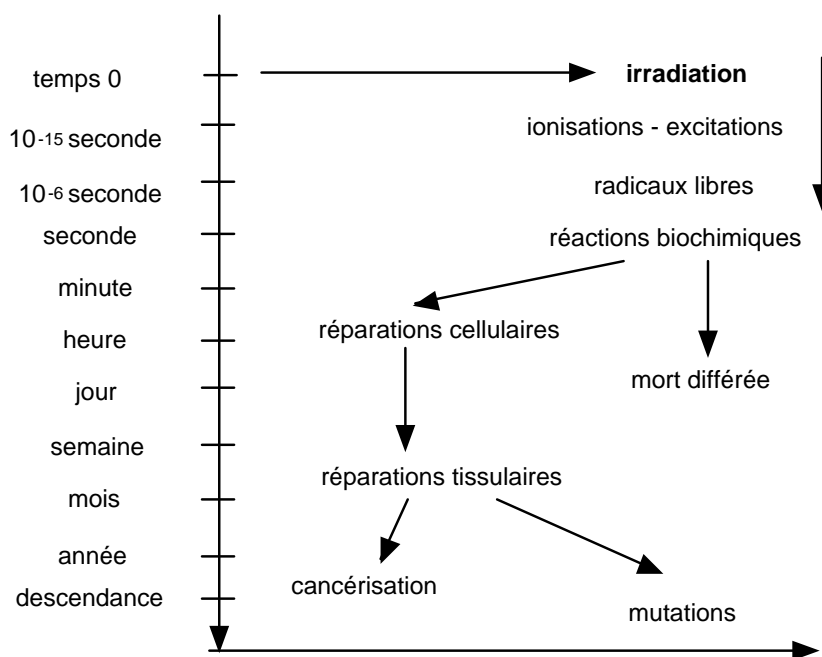 temps 0
irradiation
10-15 seconde
ionisations - excitations
10-6 seconde
radicaux libres
seconde
réactions biochimiques
minute
réparations cellulaires
heure
mort différée
jour
semaine
réparations tissulaires
mois
année
cancérisation
descendance
mutations